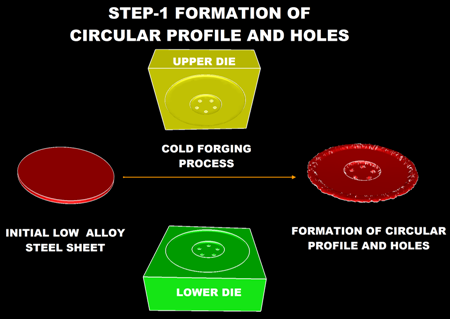 STEP-1 FORMATION OF
CIRCULAR PROFILE AND HOLES
UPPER DIE
COLD FORGING
PROCESS
INITIAL LOW ALLOY
STEEL SHEET
FORMATION OF CIRCULAR
PROFILE AND HOLES
LOWER DIE